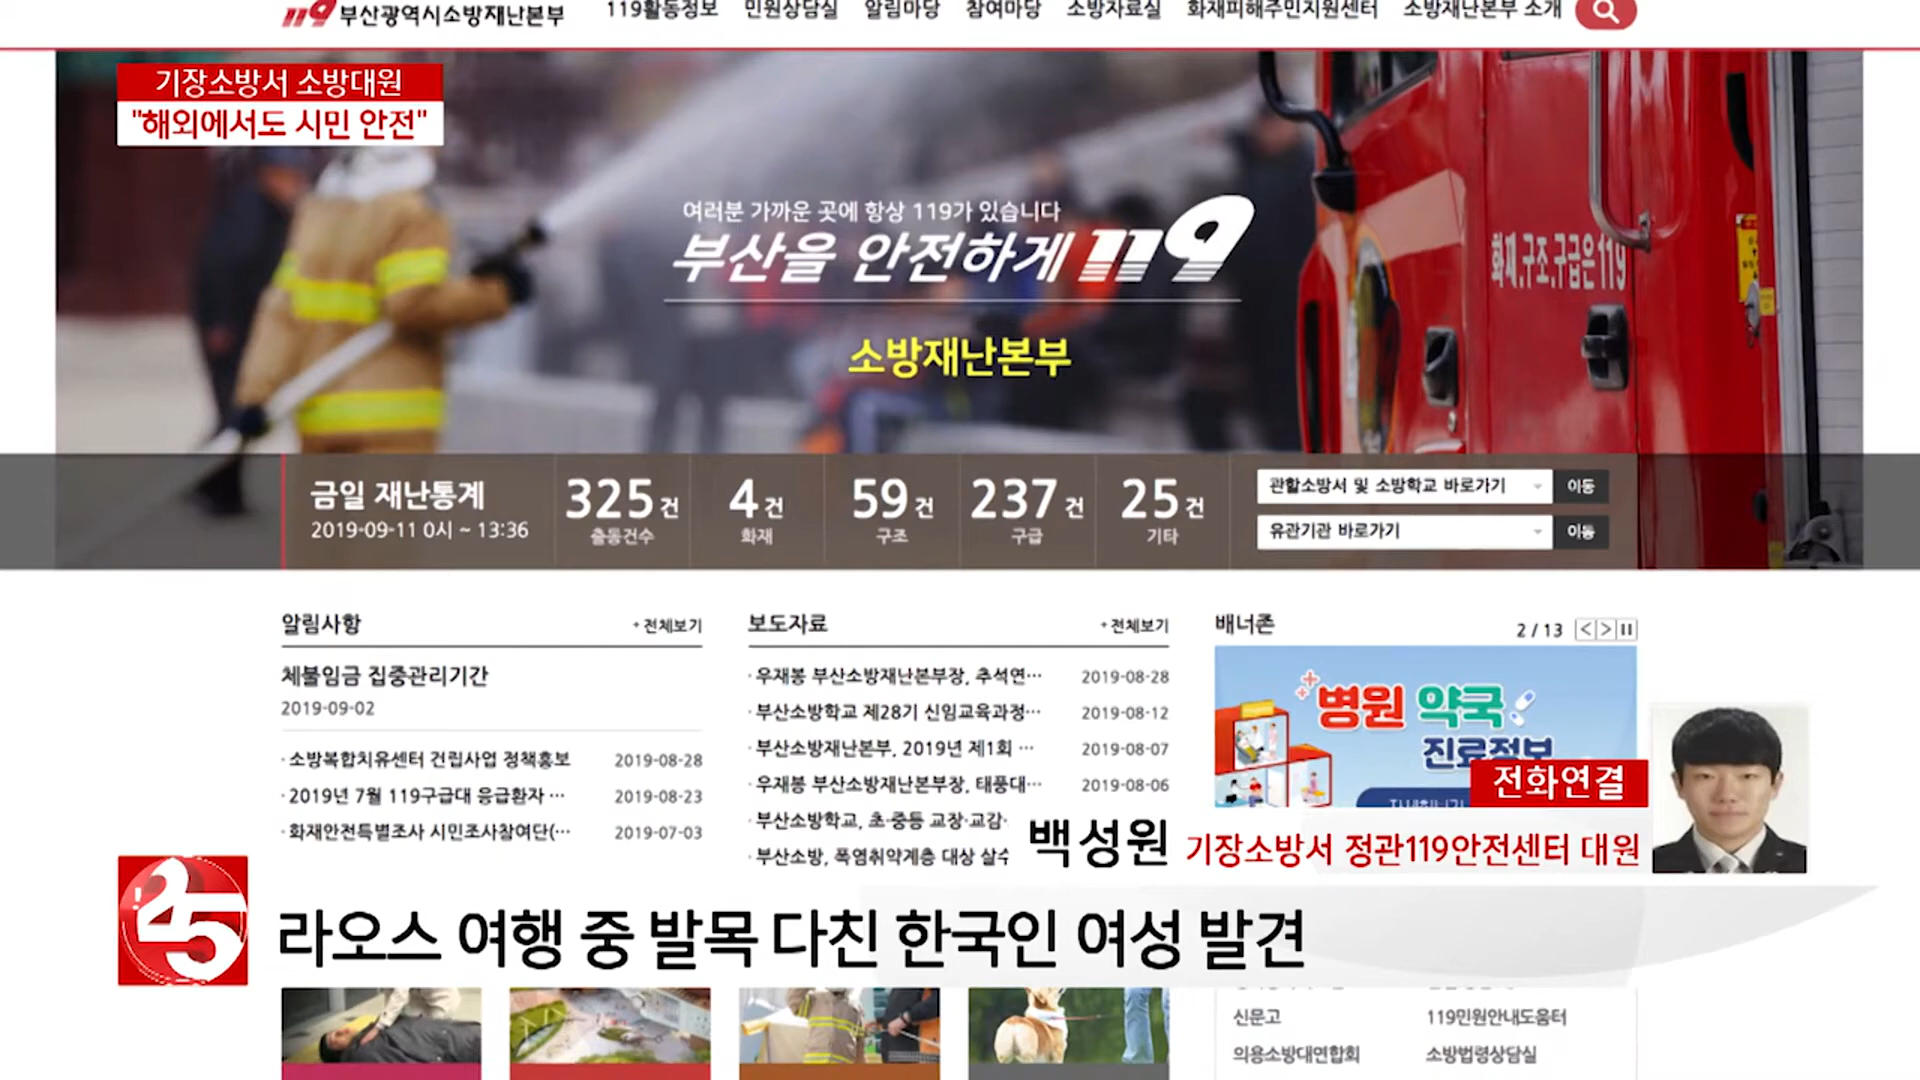 119 부산광역시소방재난본부
119활동정보 민원상담실 알림마당 참여마당 소방자료실 화재피해주민지원센터 소방재난본부 소개
기장소방서 소방대원
"해외에서도 시민 안전"
여러분 가까운 곳에 항상 119가 있습니다
부산을 안전하게 119
소방재난본부
화재.구조.구급은119
금일 재난통계
2019-09-11 0시 ~ 13:36
325 건
출동건수
4 건
화재
59 건
구조
237 건
구급
25 건
기타
관할소방서 및 소방학교 바로가기 이동
유관기관 바로가기 이동
알림사항 + 전체보기
체불임금 집중관리기간
2019-09-02
· 소방복합치유센터 건립사업 정책홍보 2019-08-28
· 2019년 7월 119구급대 응급환자 ··· 2019-08-23
· 화재안전특별조사 시민조사참여단(··· 2019-07-03
보도자료 + 전체보기
· 우재봉 부산소방재난본부장, 추석연··· 2019-08-28
· 부산소방학교 제28기 신임교육과정··· 2019-08-12
· 부산소방재난본부, 2019년 제1회 ··· 2019-08-07
· 우재봉 부산소방재난본부장, 태풍대··· 2019-08-06
· 부산소방학교, 초·중등 교장·교감
· 부산소방, 폭염취약계층 대상 살수
배너존 2 / 13
병원 약국
진료정보
전화연결
백성원 기장소방서 정관119안전센터 대원
25
라오스 여행 중 발목 다친 한국인 여성 발견
신문고 119민원안내도움터
의용소방대연합회 소방법령상담실